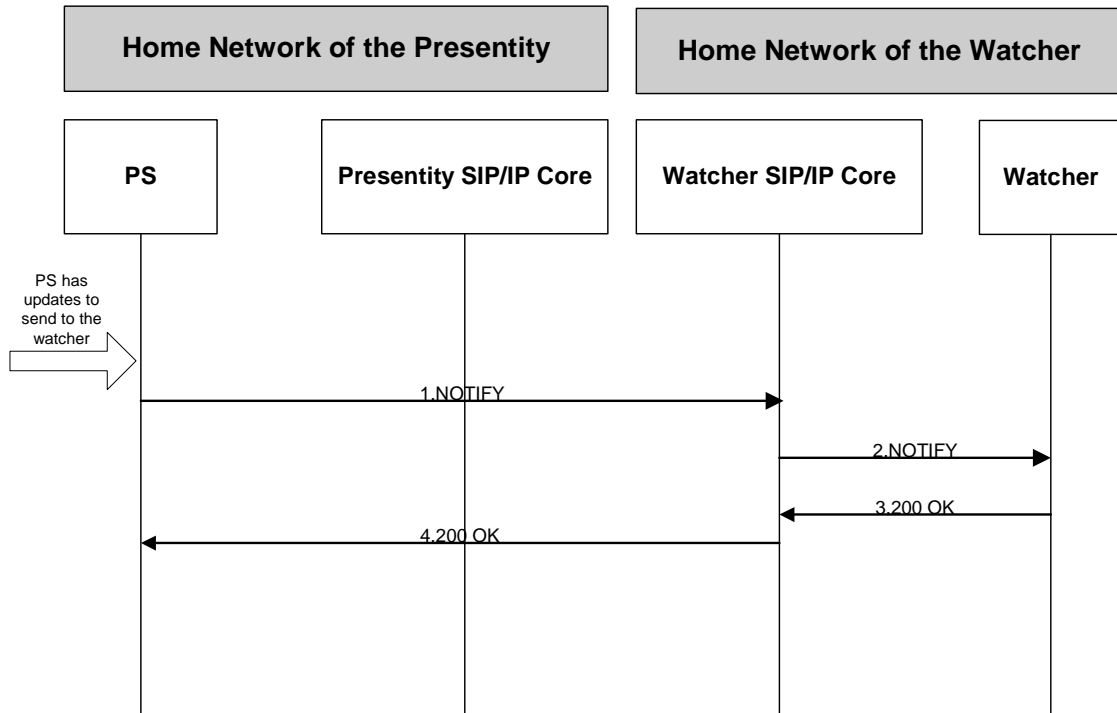 Home Network of the Presentity
Home Network of the Watcher
PS
Presentity SIP/IP Core
Watcher SIP/IP Core
Watcher
PS has
updates to
send to the
watcher
1.NOTIFY
2.NOTIFY
3.200 OK
4.200 OK